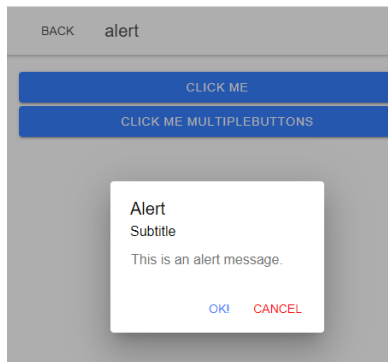 BACK alert
CLICK ME
CLICK ME MULTIPLEBUTTONS
Alert
Subtitle
This is an alert message.
OK! CANCEL